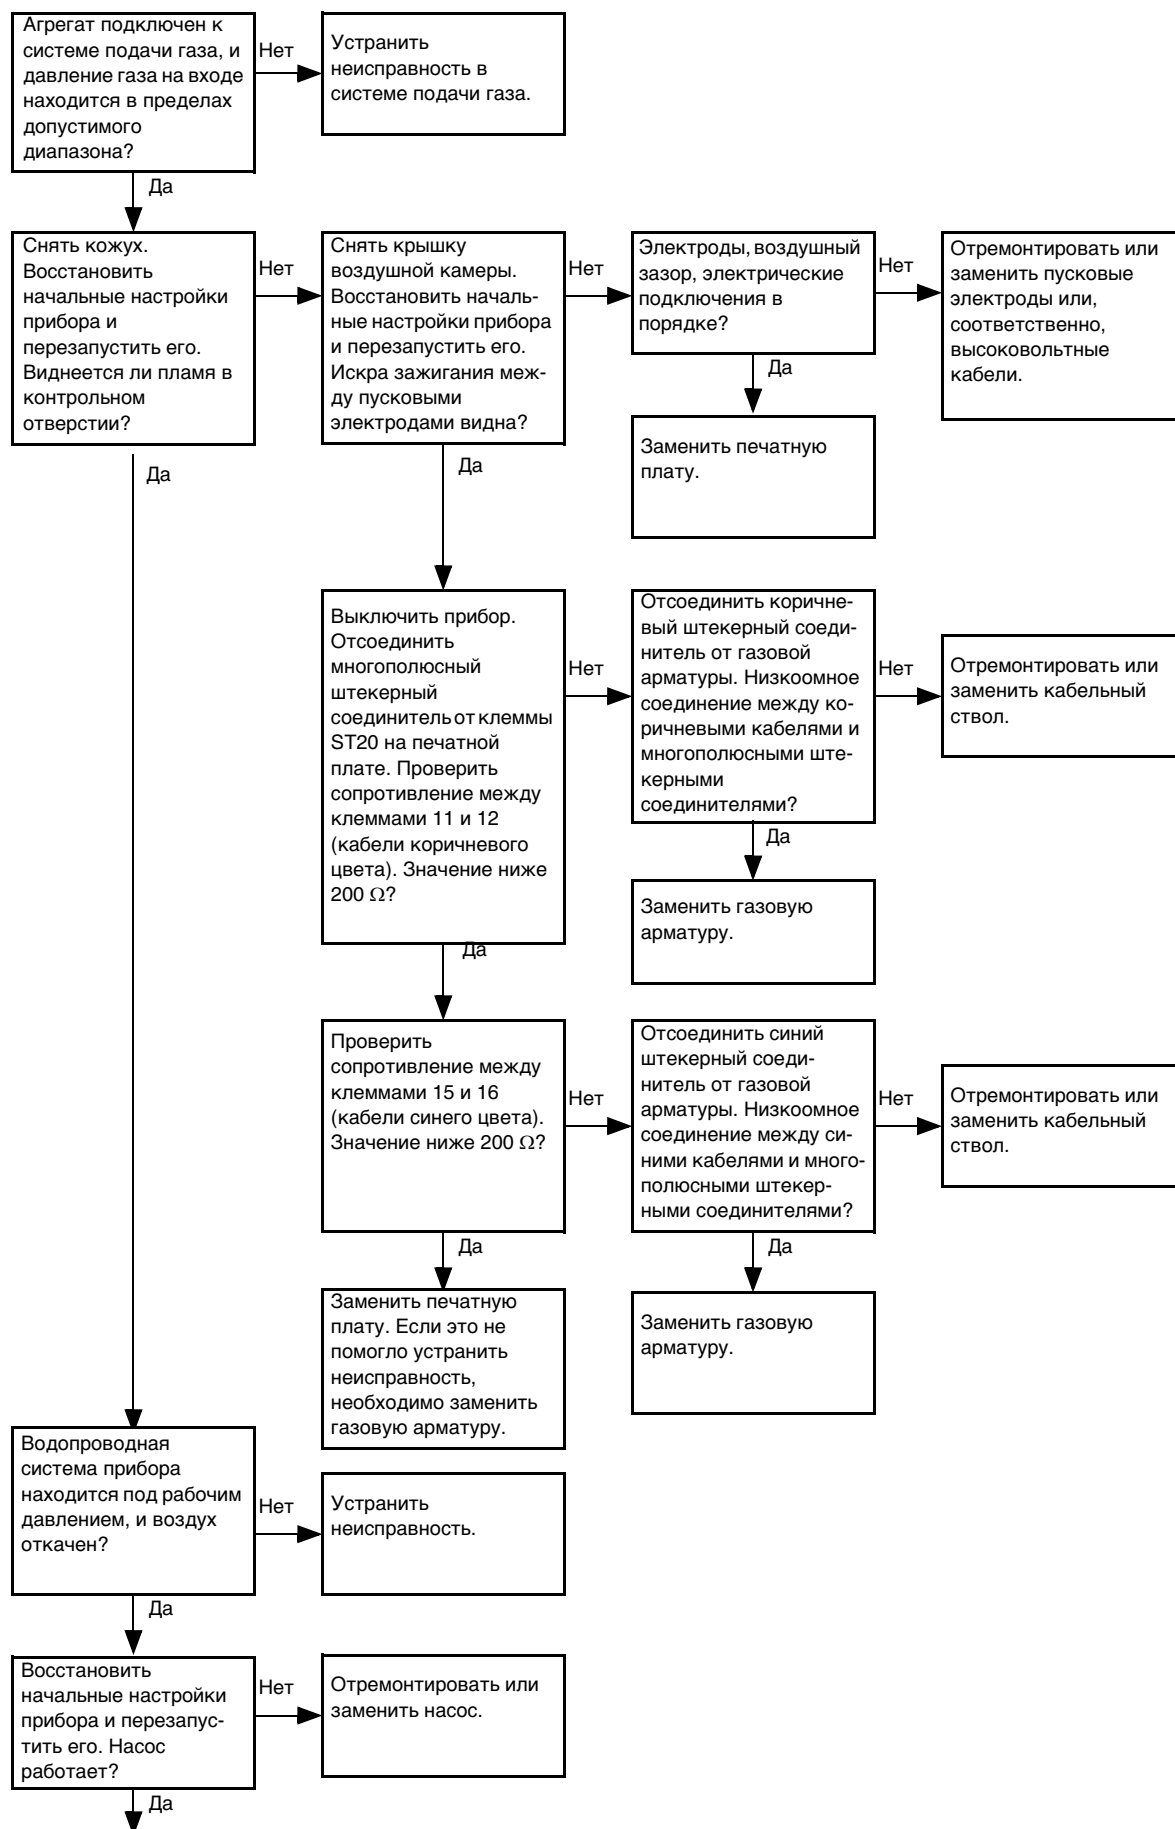 Агрегат подключен к
системе подачи газа, и
давление газа на входе
находится в пределах
допустимого
диапазона?
Нет
Устранить
неисправность в
системе подачи газа.
Да
Снять кожух.
Восстановить
начальные настройки
прибора и
перезапустить его.
Виднеется ли пламя в
контрольном
отверстии?
Нет
Снять крышку
воздушной камеры.
Восстановить началь-
ные настройки прибора
и перезапустить его.
Искра зажигания меж-
ду пусковыми
электродами видна?
Нет
Электроды, воздушный
зазор, электрические
подключения в
порядке?
Нет
Отремонтировать или
заменить пусковые
электроды или,
соответственно,
высоковольтные
кабели.
Да
Заменить печатную
плату.
Да
Да
Выключить прибор.
Отсоединить
многополюсный
штекерный
соединитель от клеммы
ST20 на печатной
плате. Проверить
сопротивление между
клеммами 11 и 12
(кабели коричневого
цвета). Значение ниже
200 Ω?
Нет
Отсоединить коричне-
вый штекерный соеди-
нитель от газовой
арматуры. Низкоомное
соединение между ко-
ричневыми кабелями и
многополюсными ште-
керными
соединителями?
Нет
Отремонтировать или
заменить кабельный
ствол.
Да
Заменить газовую
арматуру.
Да
Проверить
сопротивление между
клеммами 15 и 16
(кабели синего цвета).
Значение ниже 200 Ω?
Нет
Отсоединить синий
штекерный соеди-
нитель от газовой
арматуры. Низкоомное
соединение между си-
ними кабелями и много-
полюсными штекер-
ными соединителями?
Нет
Отремонтировать или
заменить кабельный
ствол.
Да
Заменить газовую
арматуру.
Да
Заменить печатную
плату. Если это не
помогло устранить
неисправность,
необходимо заменить
газовую арматуру.
Водопроводная
система прибора
находится под рабочим
давлением, и воздух
откачен?
Нет
Устранить
неисправность.
Да
Восстановить
начальные настройки
прибора и перезапус-
тить его. Насос
работает?
Нет
Отремонтировать или
заменить насос.
Да